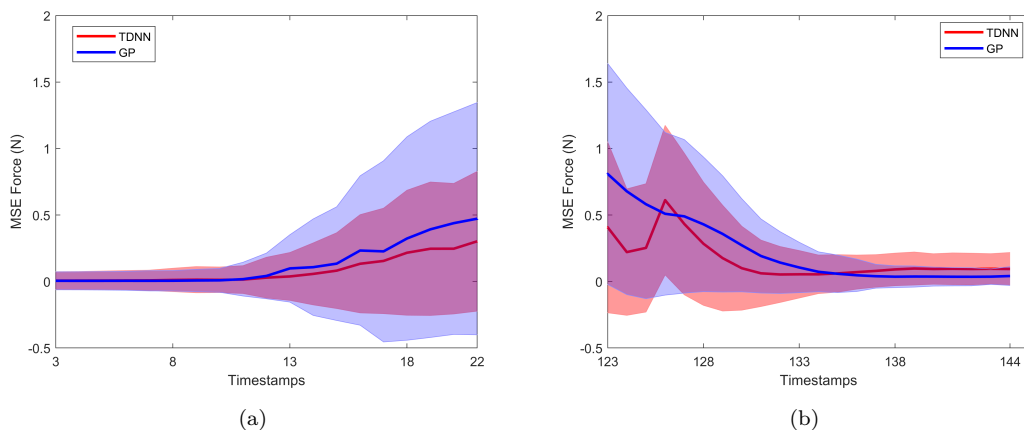 2
1.5
1
0.5
0
-0.5
MSE Force (N)
TDNN
GP
3 8 13 18 22
Timestamps
(a)
2
1.5
1
0.5
0
-0.5
MSE Force (N)
TDNN
GP
123 128 133 138 144
Timestamps
(b)